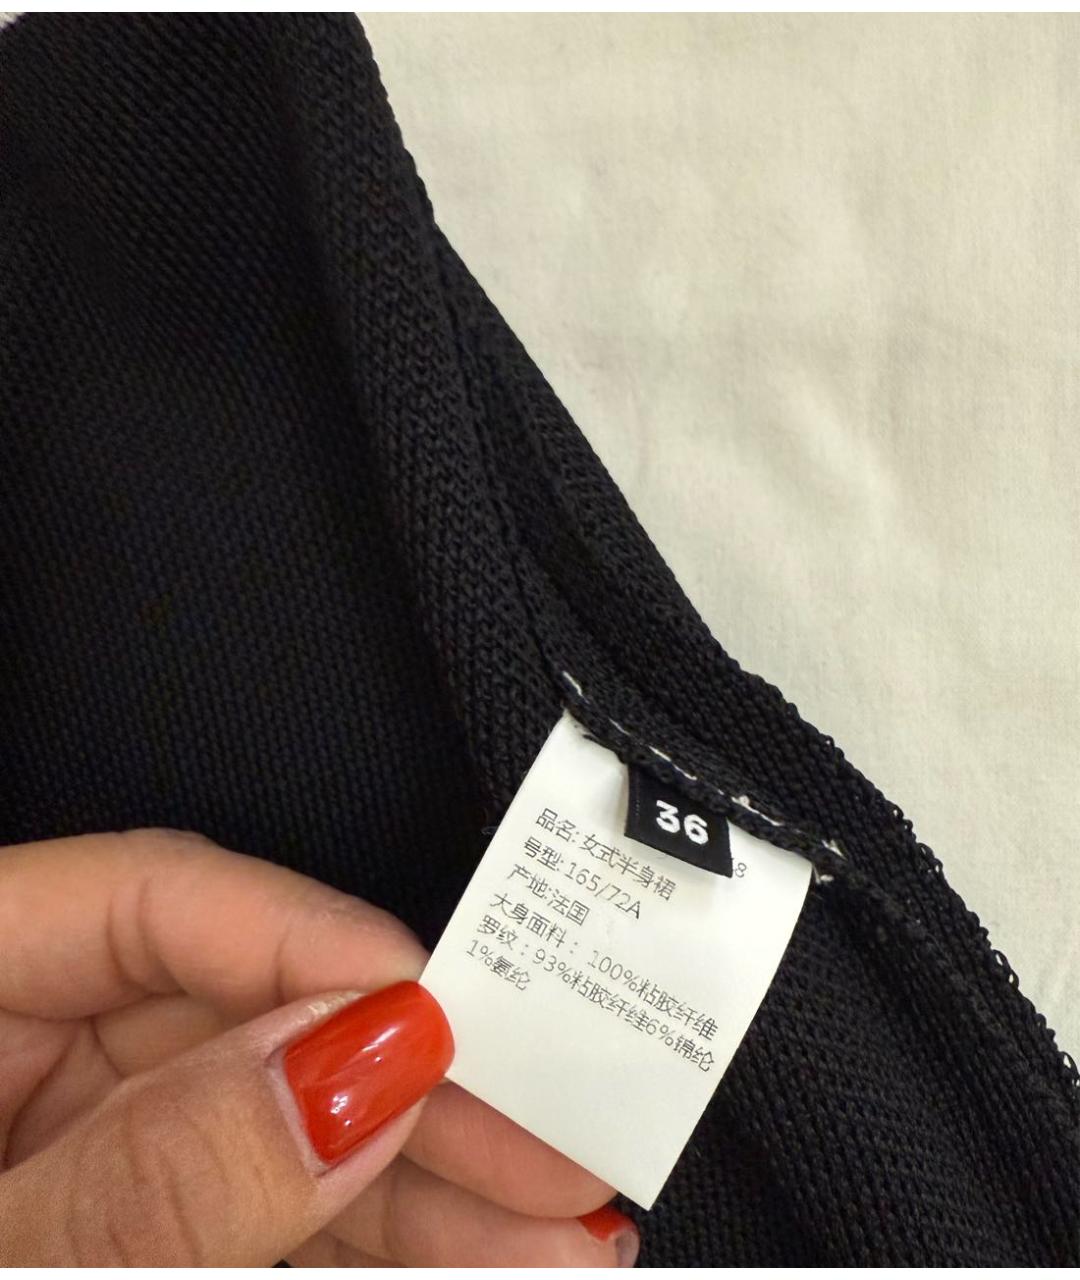 36
8
品名: 女式半身裙
号型: 165/72A
产地:法国
大身面料： 100%粘胶纤维
罗纹：93%粘胶纤维6%锦纶
1%氨纶